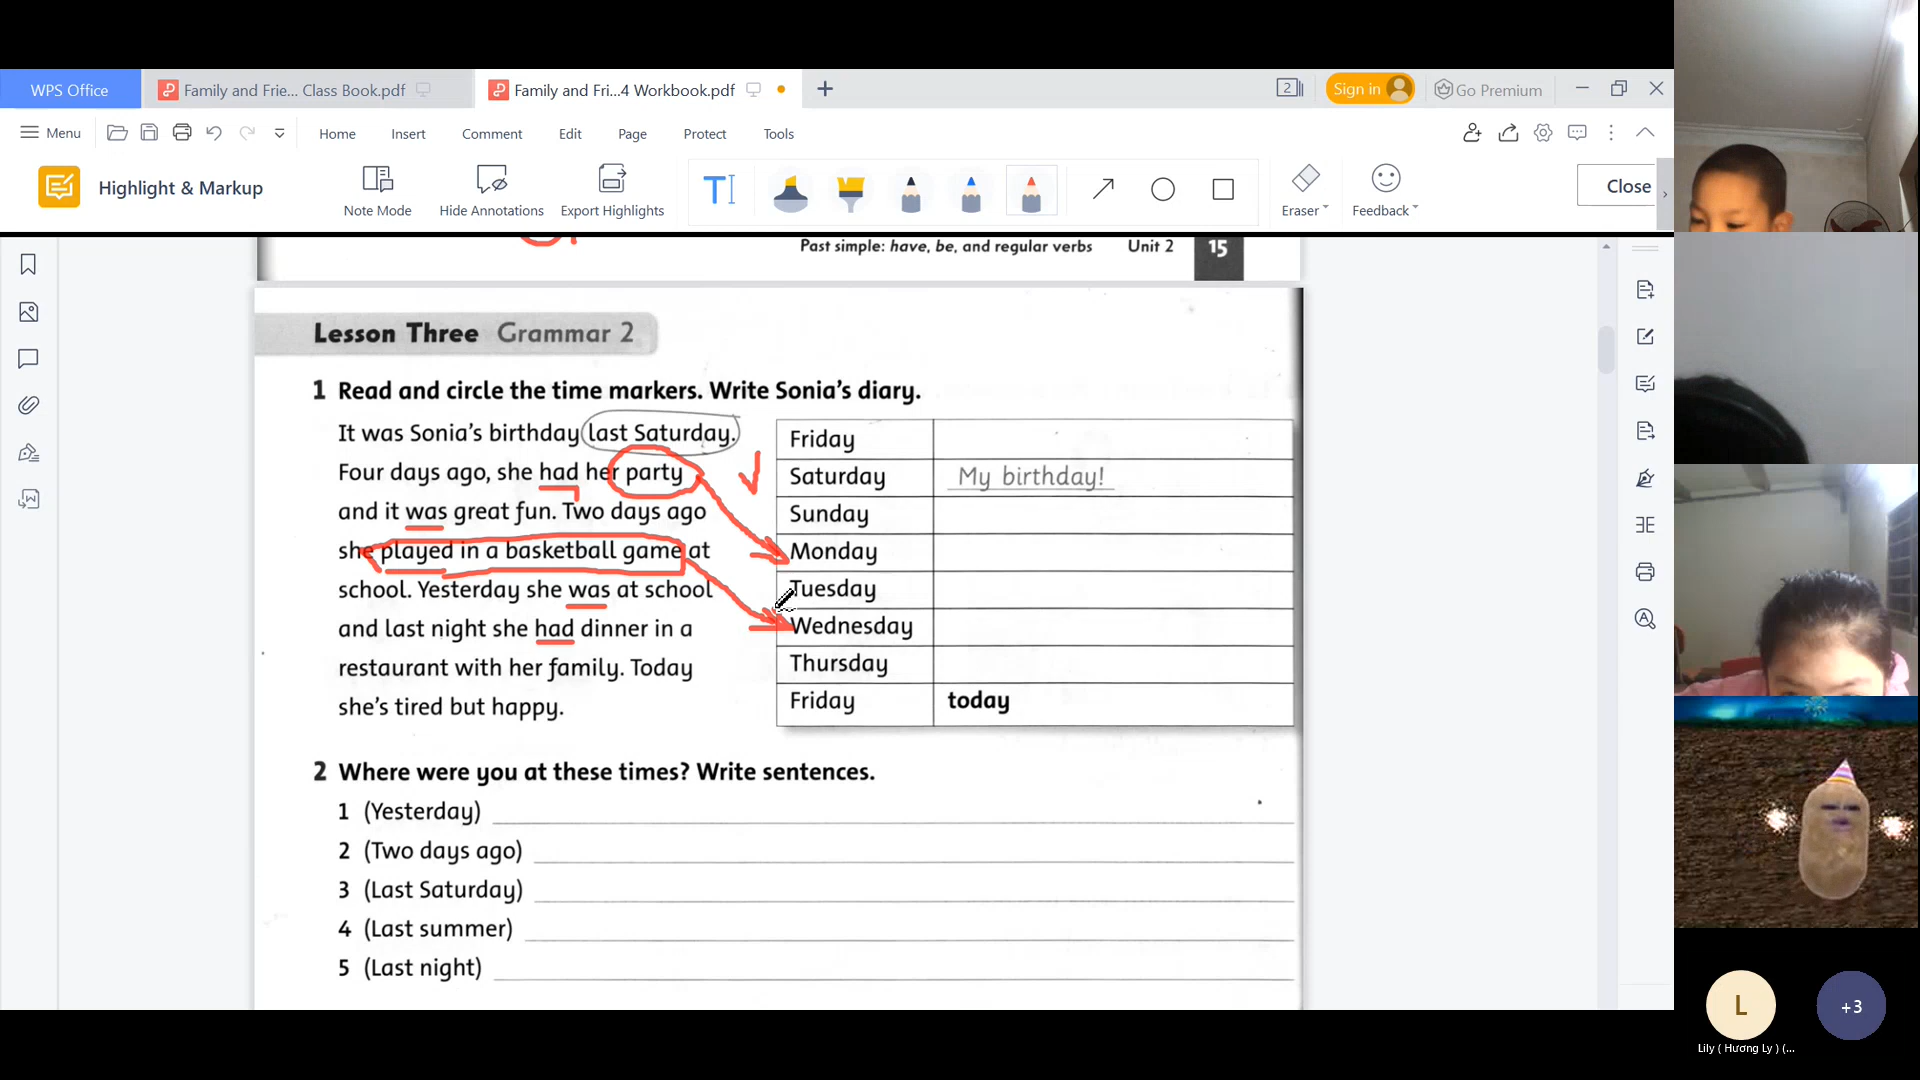 WPS Office
Family and Frie... Class Book.pdf
Family and Fri...4 Workbook.pdf
2
Sign in
Go Premium
Menu
Home
Insert
Comment
Edit
Page
Protect
Tools
Highlight & Markup
Note Mode
Hide Annotations
Export Highlights
Eraser
Feedback
Close
Past simple: have, be, and regular verbs Unit 2 15
Lesson Three Grammar 2
1 Read and circle the time markers. Write Sonia's diary.
It was Sonia's birthday last Saturday.
Four days ago, she had her party
and it was great fun. Two days ago
she played in a basketball game at
school. Yesterday she was at school
and last night she had dinner in a
restaurant with her family. Today
she's tired but happy.
Friday
Saturday My birthday!
Sunday
Monday
Tuesday
Wednesday
Thursday
Friday today
2 Where were you at these times? Write sentences.
1 (Yesterday)
2 (Two days ago)
3 (Last Saturday)
4 (Last summer)
5 (Last night)
L
+3
Lily ( Hương Ly ) (...